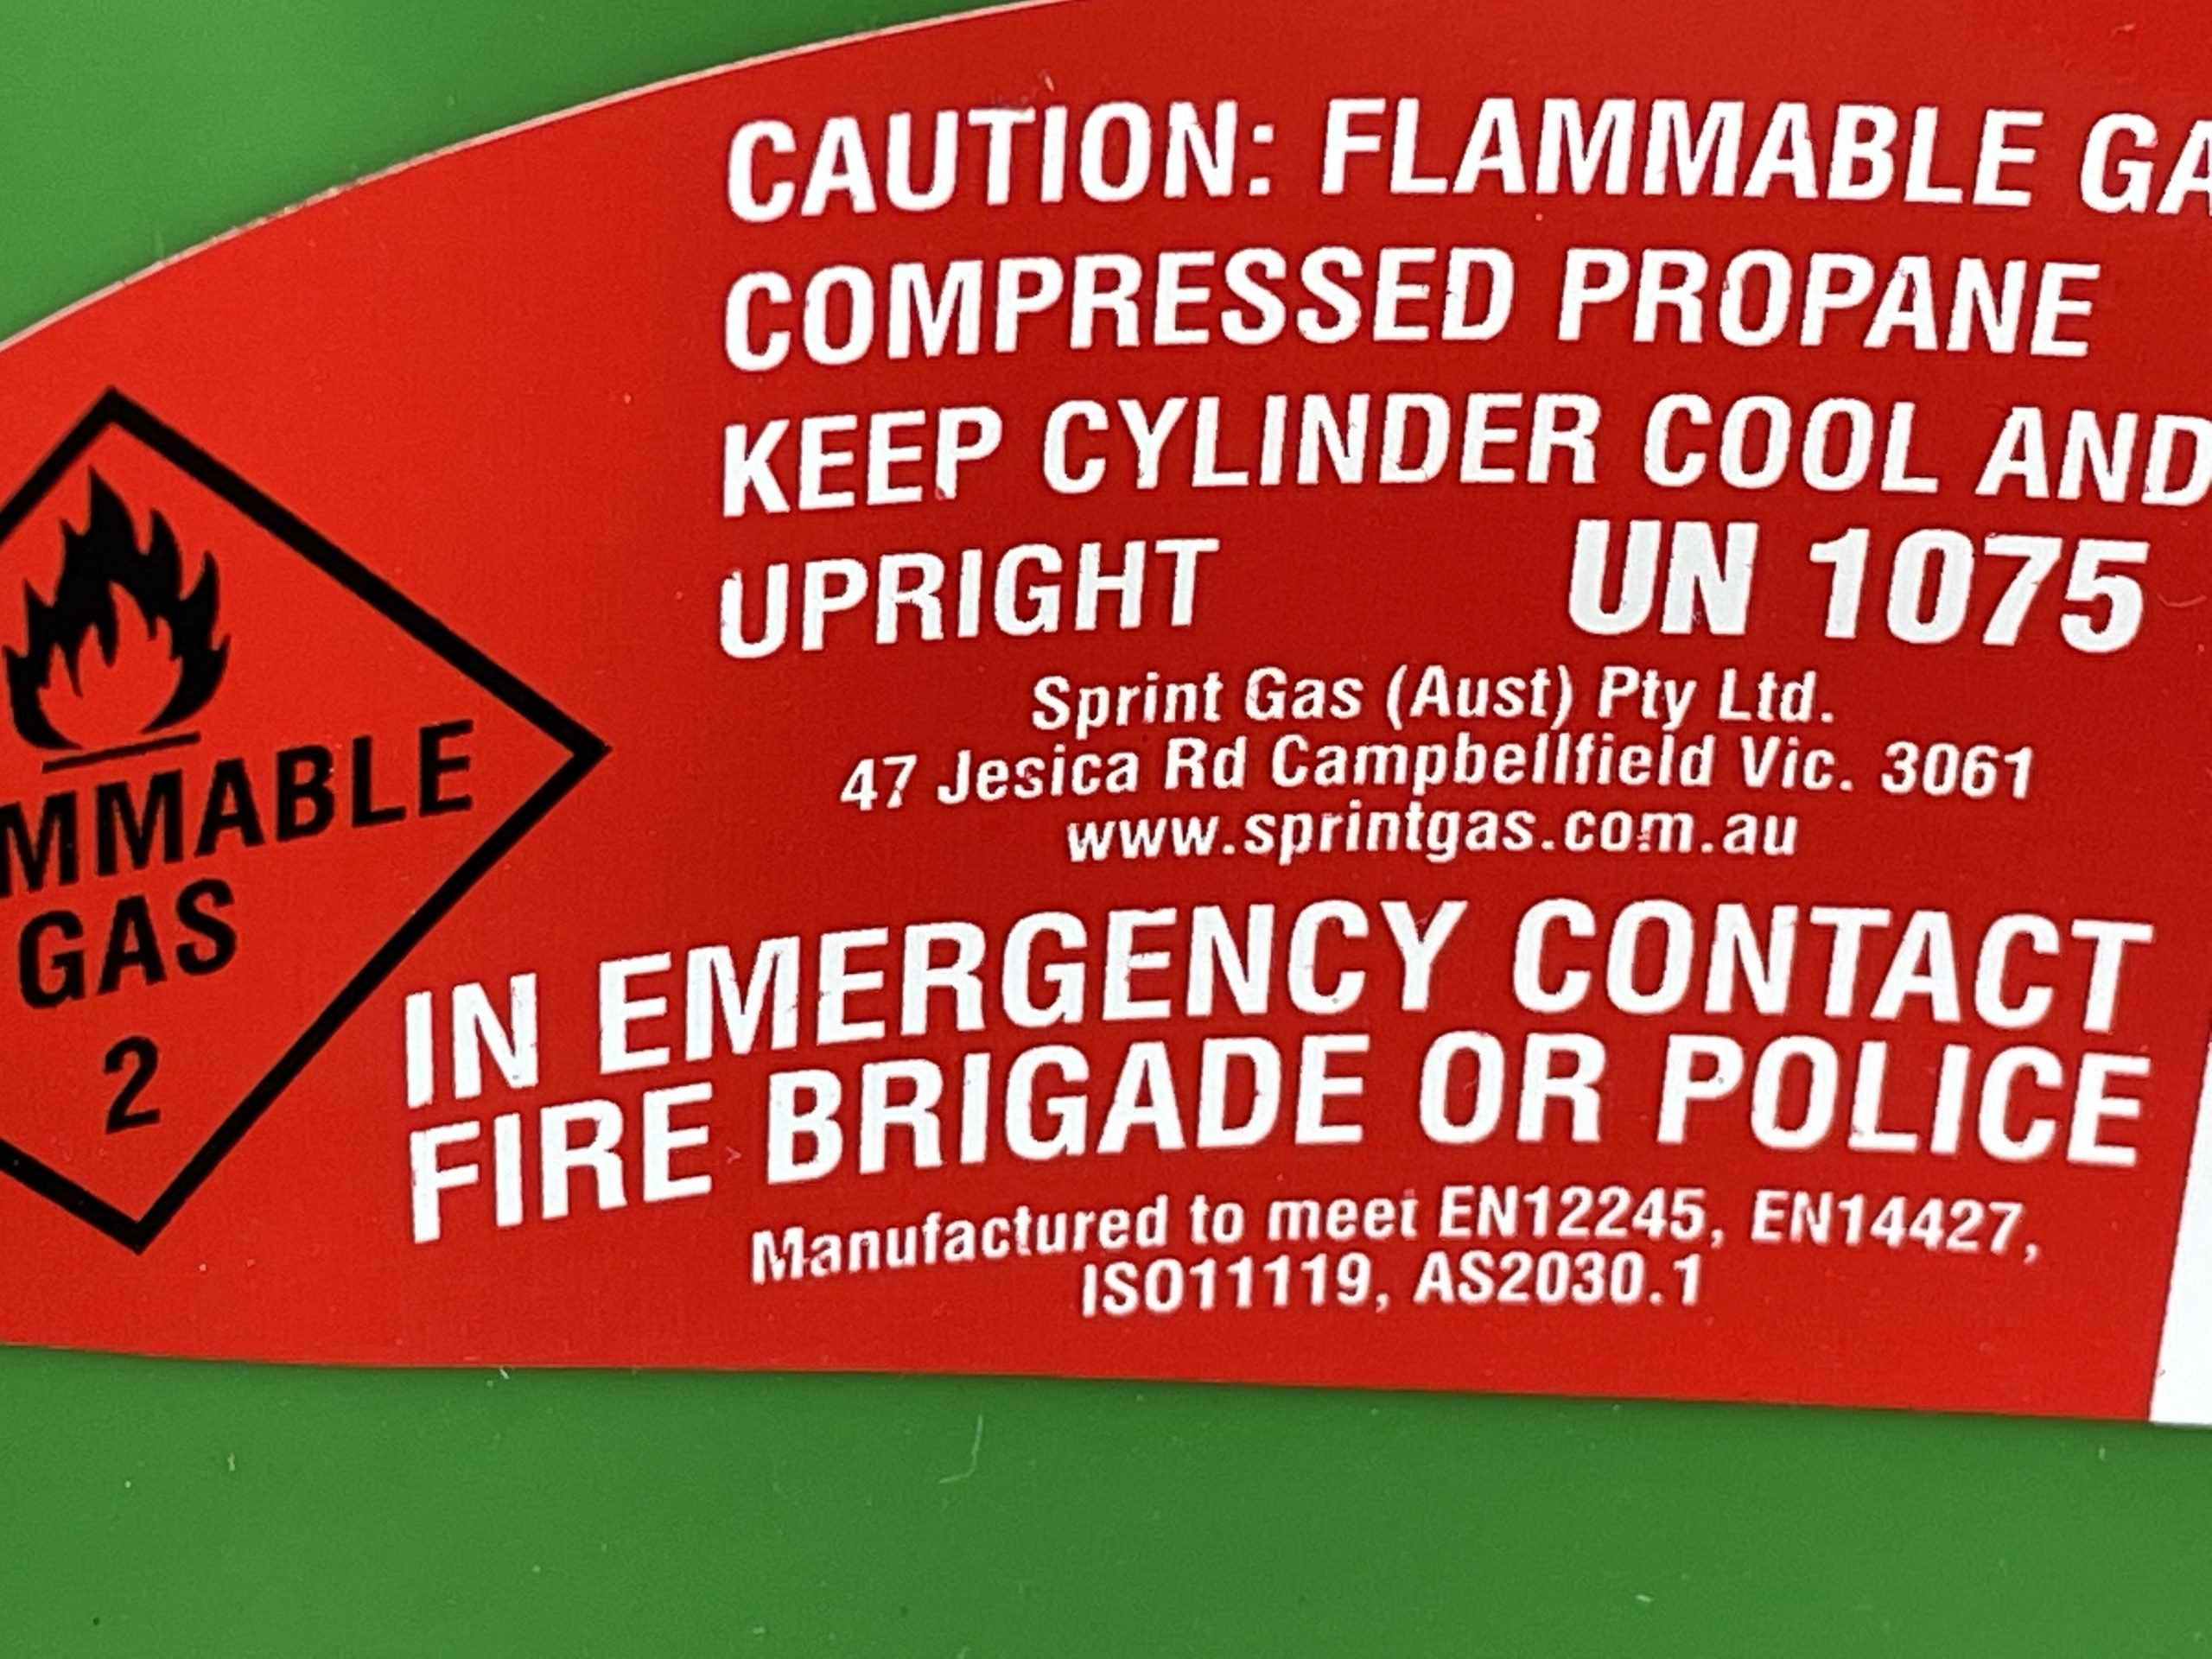 CAUTION: FLAMMABLE GA
COMPRESSED PROPANE
KEEP CYLINDER COOL AND
UPRIGHT UN 1075
Sprint Gas (Aust) Pty Ltd.
47 Jesica Rd Campbellfield Vic. 3061
www.sprintgas.com.au
MMABLE
GAS
2
IN EMERGENCY CONTACT
FIRE BRIGADE OR POLICE
Manufactured to meet EN12245, EN14427,
ISO11119, AS2030.1